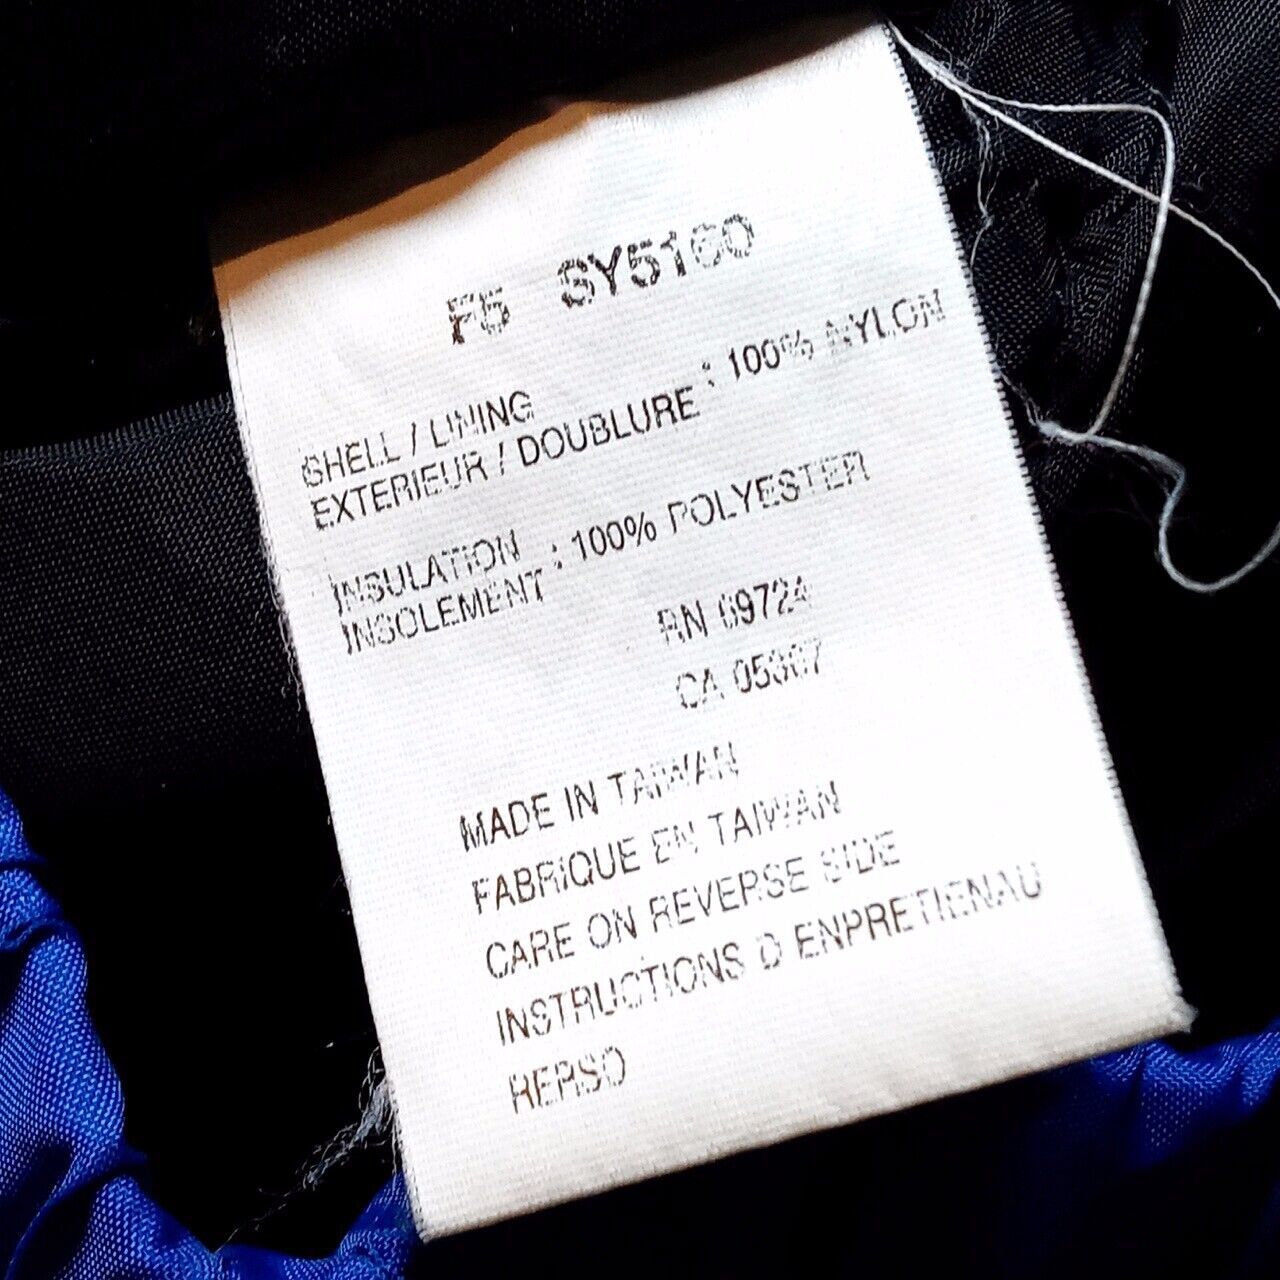 F5 SY5160
SHELL / LINING
EXTERIEUR / DOUBLURE : 100% NYLON
INSULATION
INSOLEMENT : 100% POLYESTER
RN 69724
CA 05367
MADE IN TAIWAN
FABRIQUE EN TAIWAN
CARE ON REVERSE SIDE
INSTRUCTIONS D ENPRETIENAU
RERSO